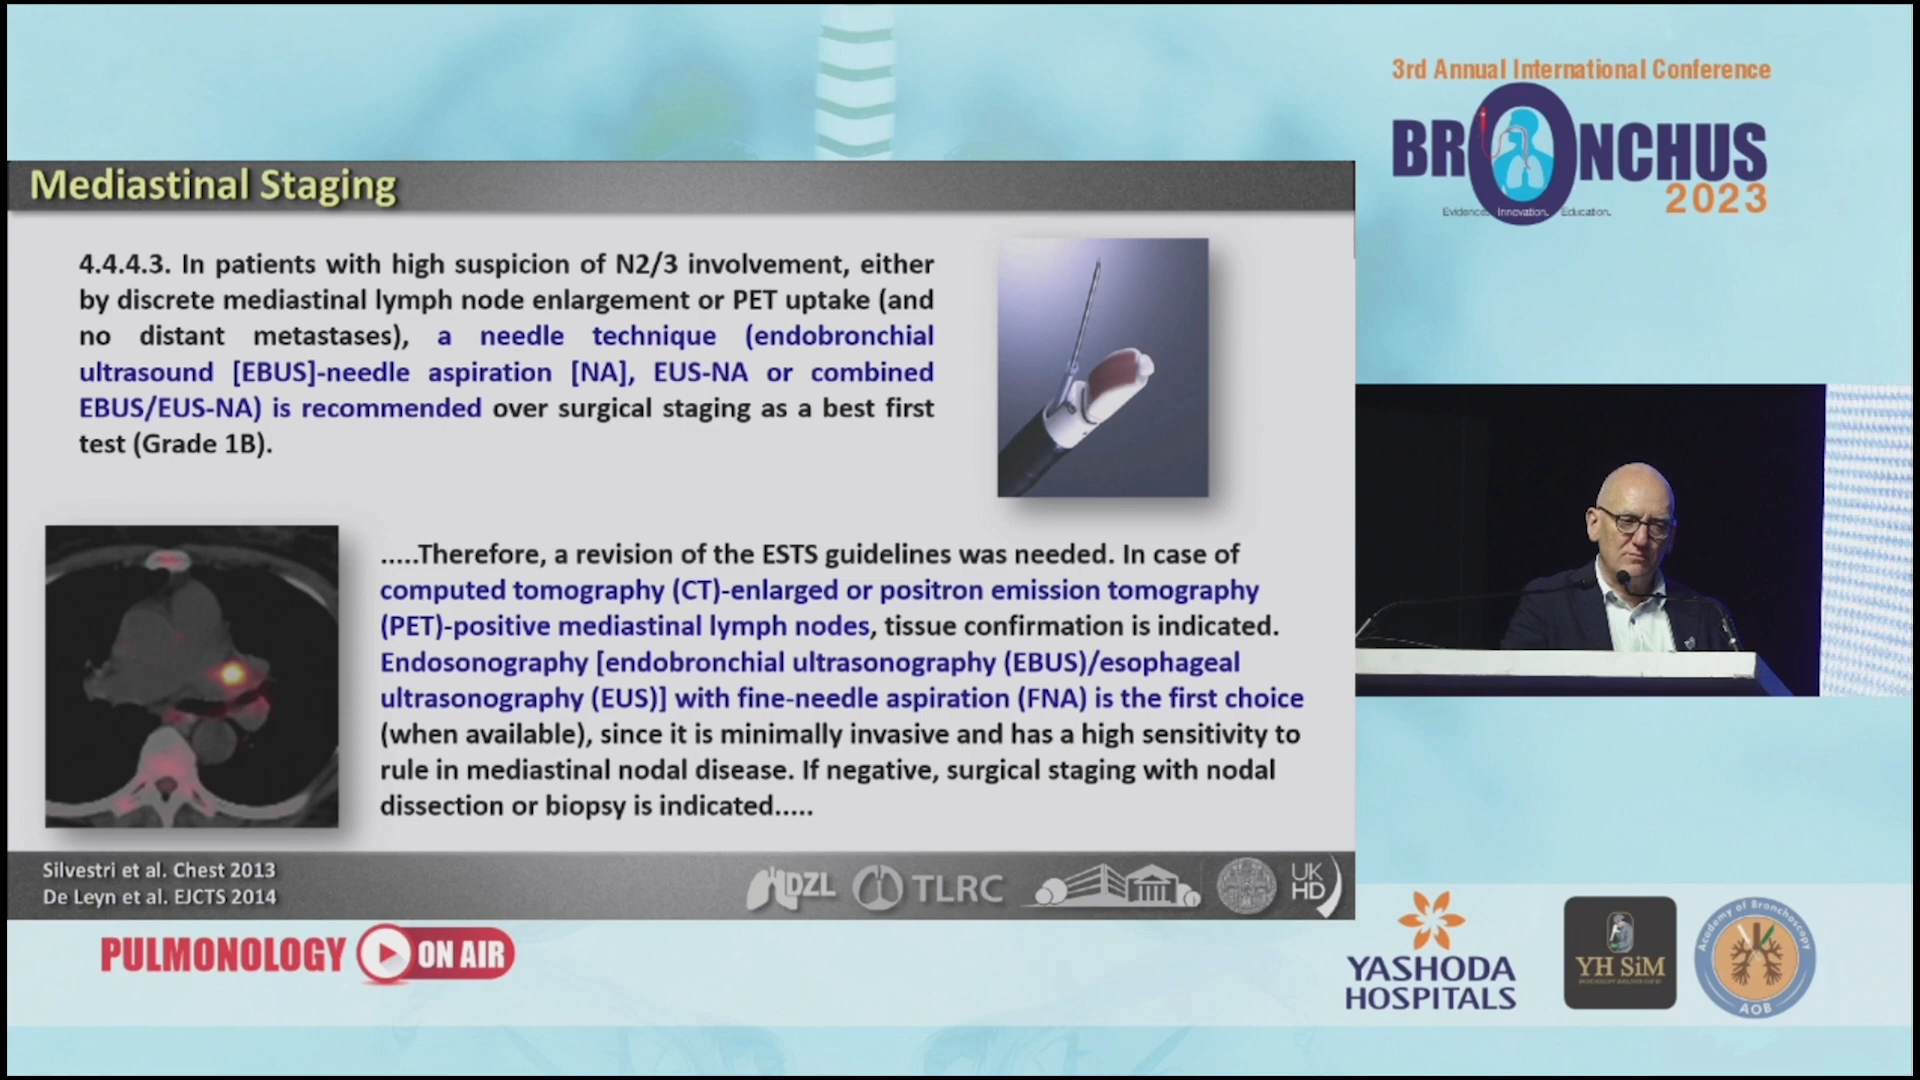 3rd Annual International Conference
BRONCHUS
2023
Evidence. Innovation. Education.
Mediastinal Staging
4.4.4.3. In patients with high suspicion of N2/3 involvement, either
by discrete mediastinal lymph node enlargement or PET uptake (and
no distant metastases), a needle technique (endobronchial
ultrasound [EBUS]-needle aspiration [NA], EUS-NA or combined
EBUS/EUS-NA) is recommended over surgical staging as a best first
test (Grade 1B).
.....Therefore, a revision of the ESTS guidelines was needed. In case of
computed tomography (CT)-enlarged or positron emission tomography
(PET)-positive mediastinal lymph nodes, tissue confirmation is indicated.
Endosonography [endobronchial ultrasonography (EBUS)/esophageal
ultrasonography (EUS)] with fine-needle aspiration (FNA) is the first choice
(when available), since it is minimally invasive and has a high sensitivity to
rule in mediastinal nodal disease. If negative, surgical staging with nodal
dissection or biopsy is indicated.....
Silvestri et al. Chest 2013
De Leyn et al. EJCTS 2014
DZL
TLRC
UK
HD
PULMONOLOGY ON AIR
YASHODA
HOSPITALS
YH SiM
Academy of Bronchoscopy
AOB